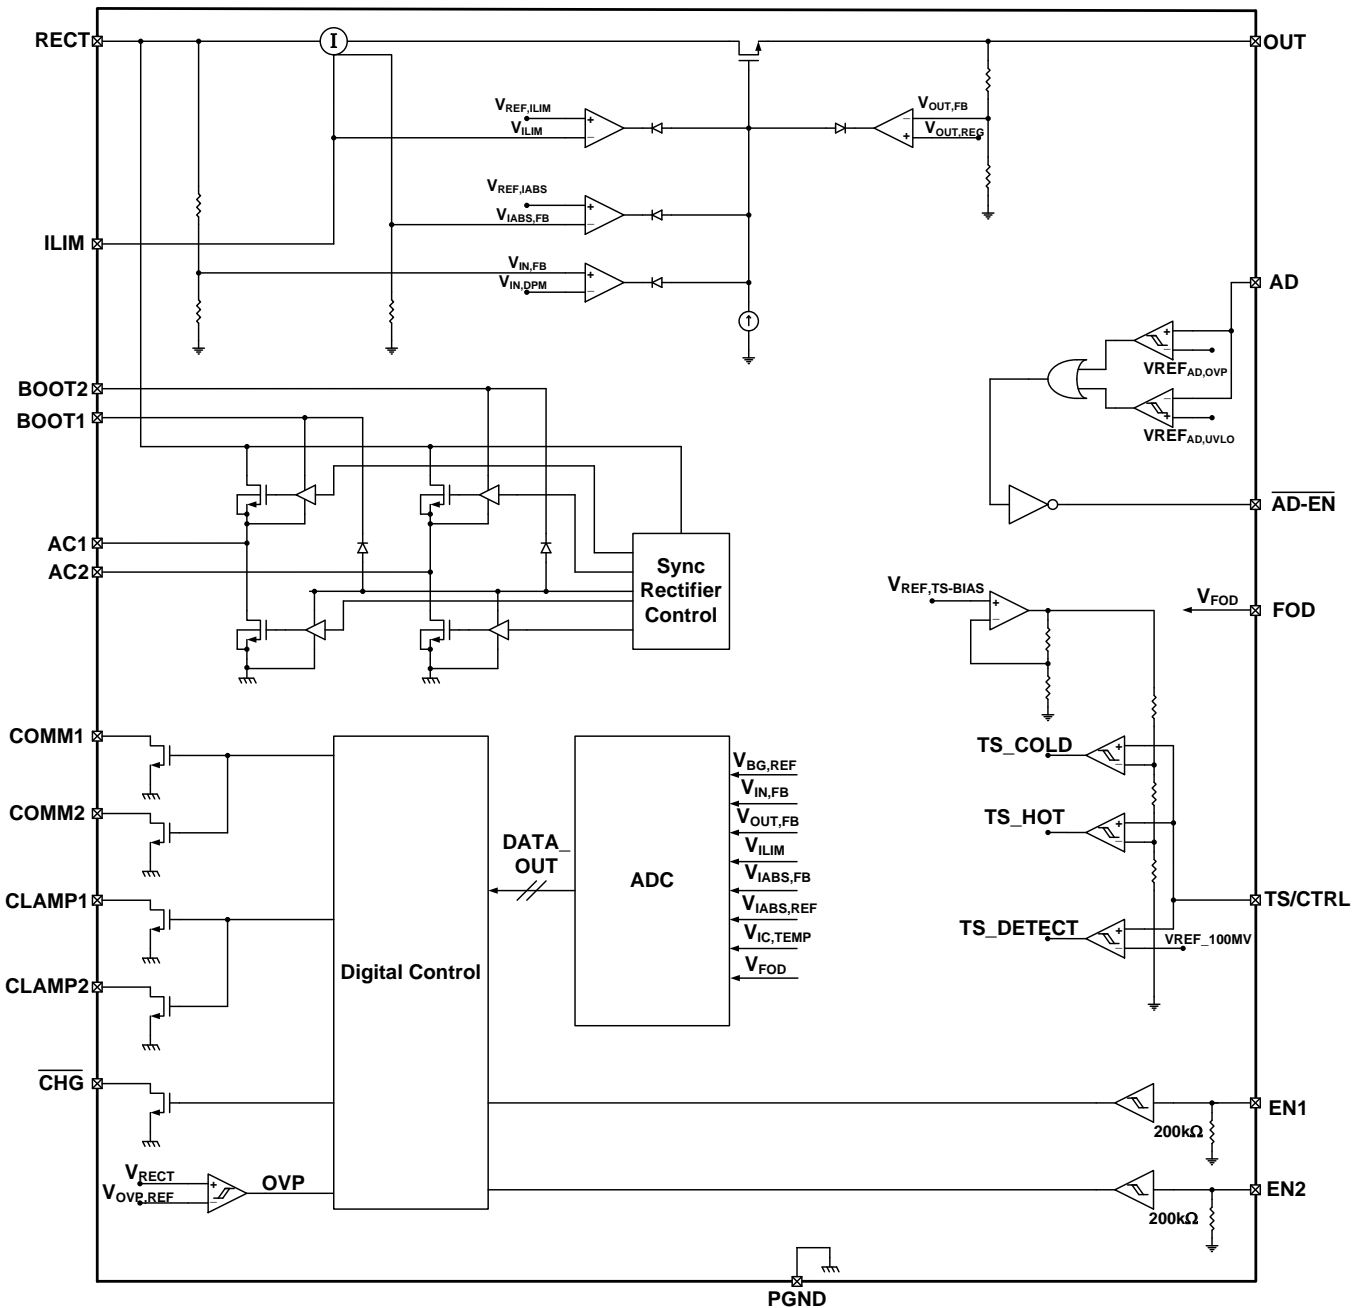 RECT
I
OUT
VREF,ILIM
VILIM
VOUT,FB
VOUT,REG
VREF,IABS
VIABS,FB
ILIM
VIN,FB
VIN,DPM
AD
VREFAD,OVP
VREFAD,UVLO
BOOT2
BOOT1
AD-EN
AC1
AC2
Sync
Rectifier
Control
VREF,TS-BIAS
VFOD
FOD
COMM1
COMM2
CLAMP1
CLAMP2
CHG
Digital Control
DATA_
OUT
ADC
VBG,REF
VIN,FB
VOUT,FB
VILIM
VIABS,FB
VIABS,REF
VIC,TEMP
VFOD
TS_COLD
TS_HOT
TS_DETECT
VREF_100MV
TS/CTRL
EN1
200kΩ
EN2
200kΩ
VRECT
VOVP,REF
OVP
PGND